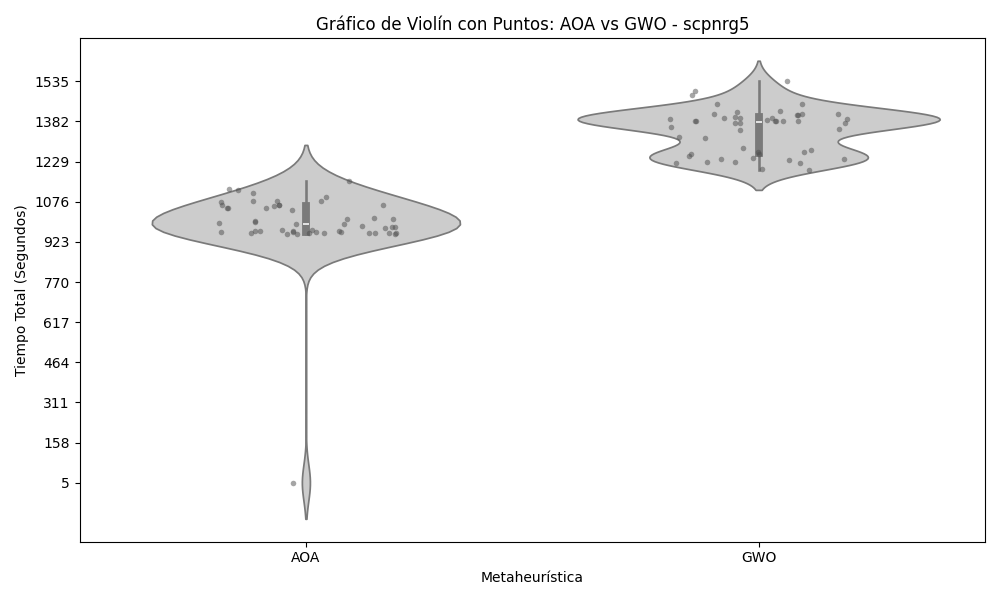 Gráfico de Violín con Puntos: AOA vs GWO - scpnrg5
Tiempo Total (Segundos)
1535
1382
1229
1076
923
770
617
464
311
158
5
AOA
GWO
Metaheurística